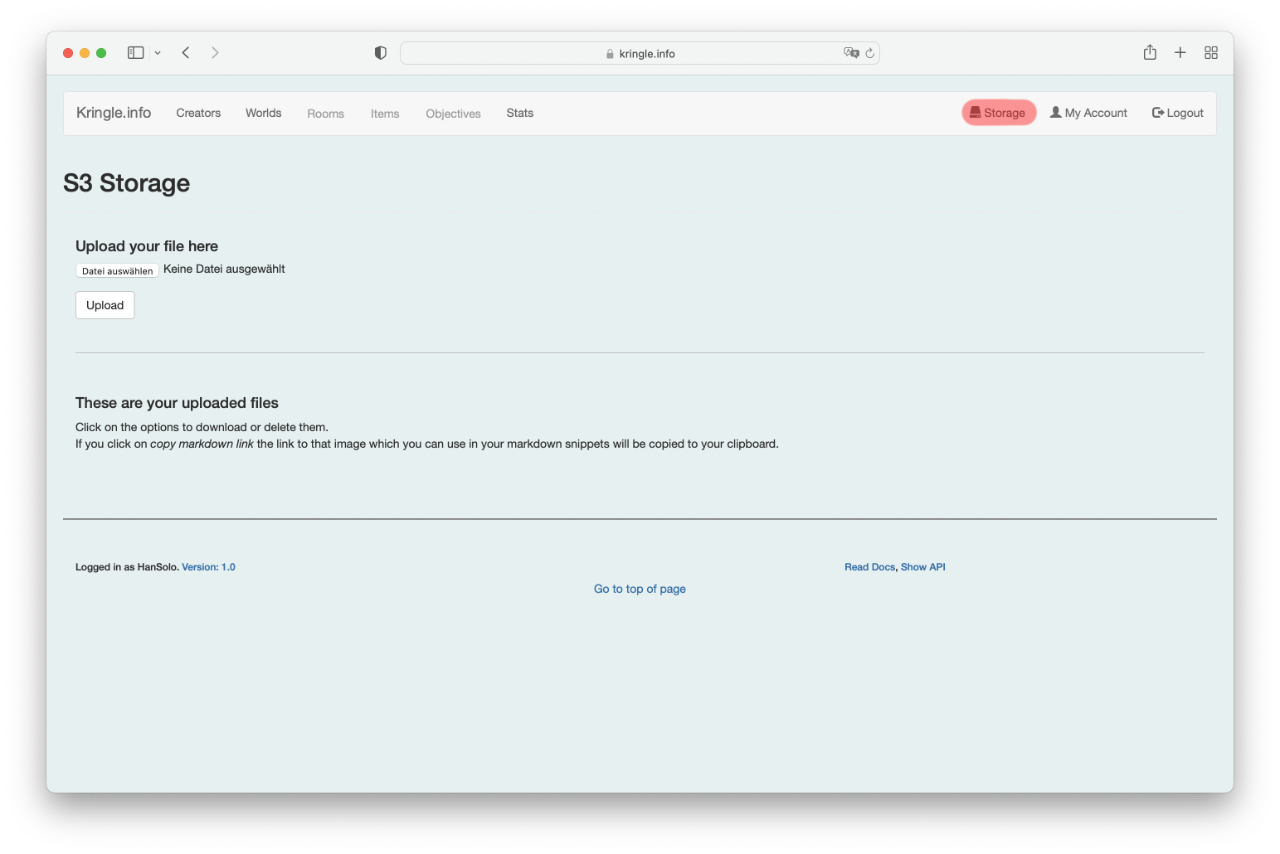 kringle.info
Kringle.info Creators Worlds Rooms Items Objectives Stats Storage My Account Logout
S3 Storage
Upload your file here
Datei auswählen Keine Datei ausgewählt
Upload
These are your uploaded files
Click on the options to download or delete them.
If you click on copy markdown link the link to that image which you can use in your markdown snippets will be copied to your clipboard.
Logged in as HanSolo. Version: 1.0 Read Docs, Show API
Go to top of page